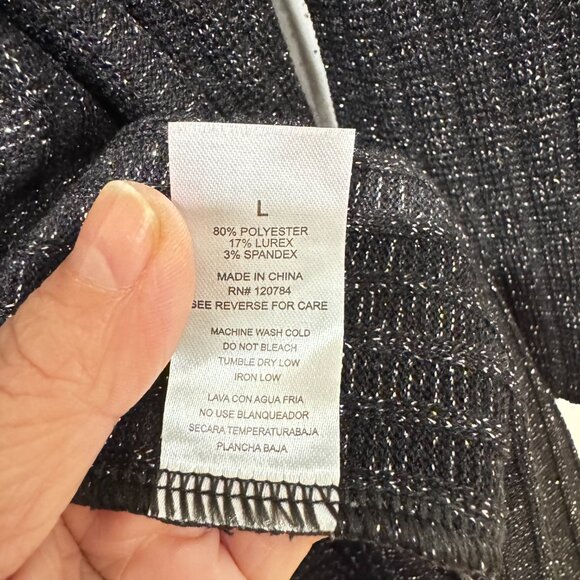 L
80% POLYESTER
17% LUREX
3% SPANDEX
MADE IN CHINA
RN# 120784
SEE REVERSE FOR CARE
MACHINE WASH COLD
DO NOT BLEACH
TUMBLE DRY LOW
IRON LOW
LAVA CON AGUA FRIA
NO USE BLANQUEADOR
SECARA TEMPERATURABAJA
PLANCHA BAJA